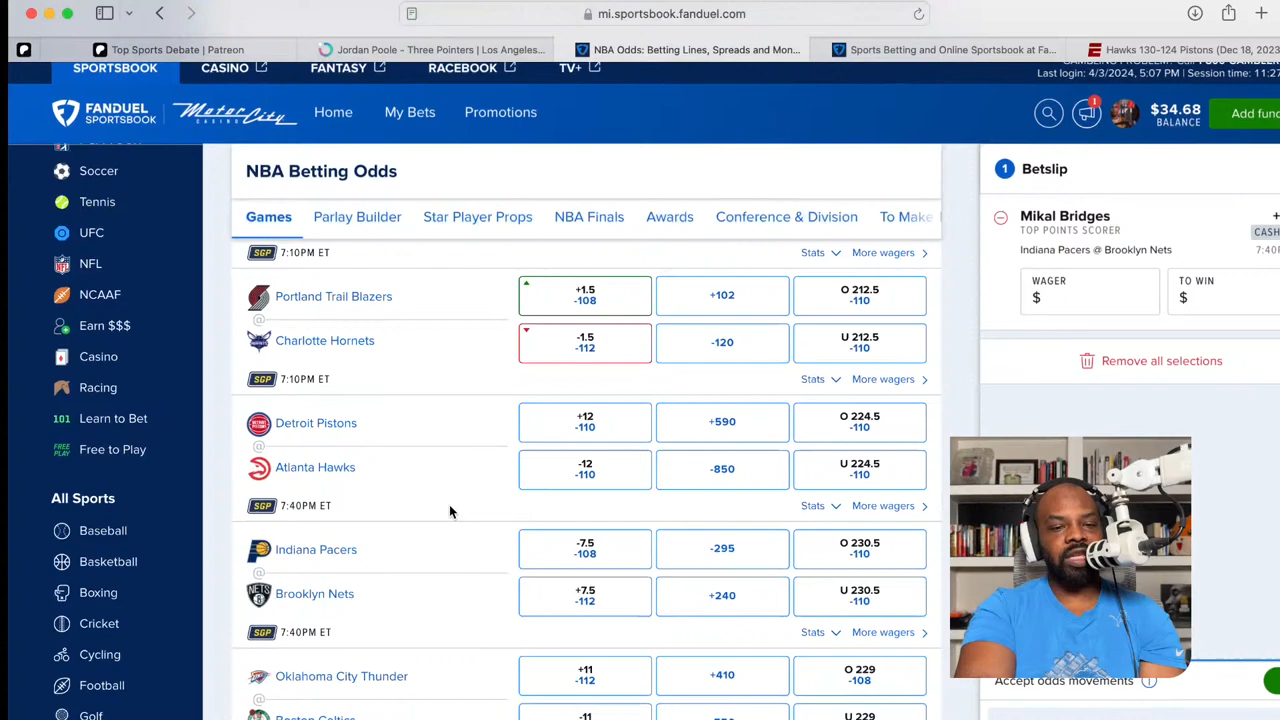 mi.sportsbook.fanduel.com
Top Sports Debate | Patreon
Jordan Poole - Three Pointers | Los Angeles...
NBA Odds: Betting Lines, Spreads and Mon...
Sports Betting and Online Sportsbook at Fa...
Hawks 130-124 Pistons (Dec 18, 2023
SPORTSBOOK
CASINO
FANTASY
RACEBOOK
TV+
Last login: 4/3/2024, 5:07 PM | Session time: 11:27
FANDUEL
SPORTSBOOK
MotorCity
CASINO
Home
My Bets
Promotions
1
$34.68
BALANCE
Add fun
Soccer
Tennis
UFC
NFL
NCAAF
Earn $$$
Casino
Racing
101 Learn to Bet
FREE PLAY Free to Play
All Sports
Baseball
Basketball
Boxing
Cricket
Cycling
Football
Golf
NBA Betting Odds
Games
Parlay Builder
Star Player Props
NBA Finals
Awards
Conference & Division
To Make
SGP 7:10PM ET
Stats
More wagers
Portland Trail Blazers
+1.5
-108
+102
O 212.5
-110
@
Charlotte Hornets
-1.5
-112
-120
U 212.5
-110
SGP 7:10PM ET
Stats
More wagers
Detroit Pistons
+12
-110
+590
O 224.5
-110
@
Atlanta Hawks
-12
-110
-850
U 224.5
-110
SGP 7:40PM ET
Stats
More wagers
Indiana Pacers
-7.5
-108
-295
O 230.5
-110
@
Brooklyn Nets
+7.5
-112
+240
U 230.5
-110
SGP 7:40PM ET
Stats
More wagers
Oklahoma City Thunder
+11
-112
+410
O 229
-108
@
Boston Celtics
-11
U 229
1 Betslip
Mikal Bridges
TOP POINTS SCORER
CASH
Indiana Pacers @ Brooklyn Nets
7:40P
WAGER
$
TO WIN
$
Remove all selections
Accept odds movements